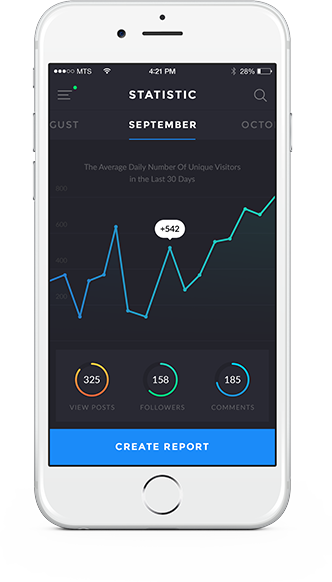 MTS 4:21 PM 28%
STATISTIC
GUST SEPTEMBER OCTO
The Average Daily Number Of Unique Visitors
in the Last 30 Days
800
600
+542
400
200
325 158 185
VIEW POSTS FOLLOWERS COMMENTS
CREATE REPORT